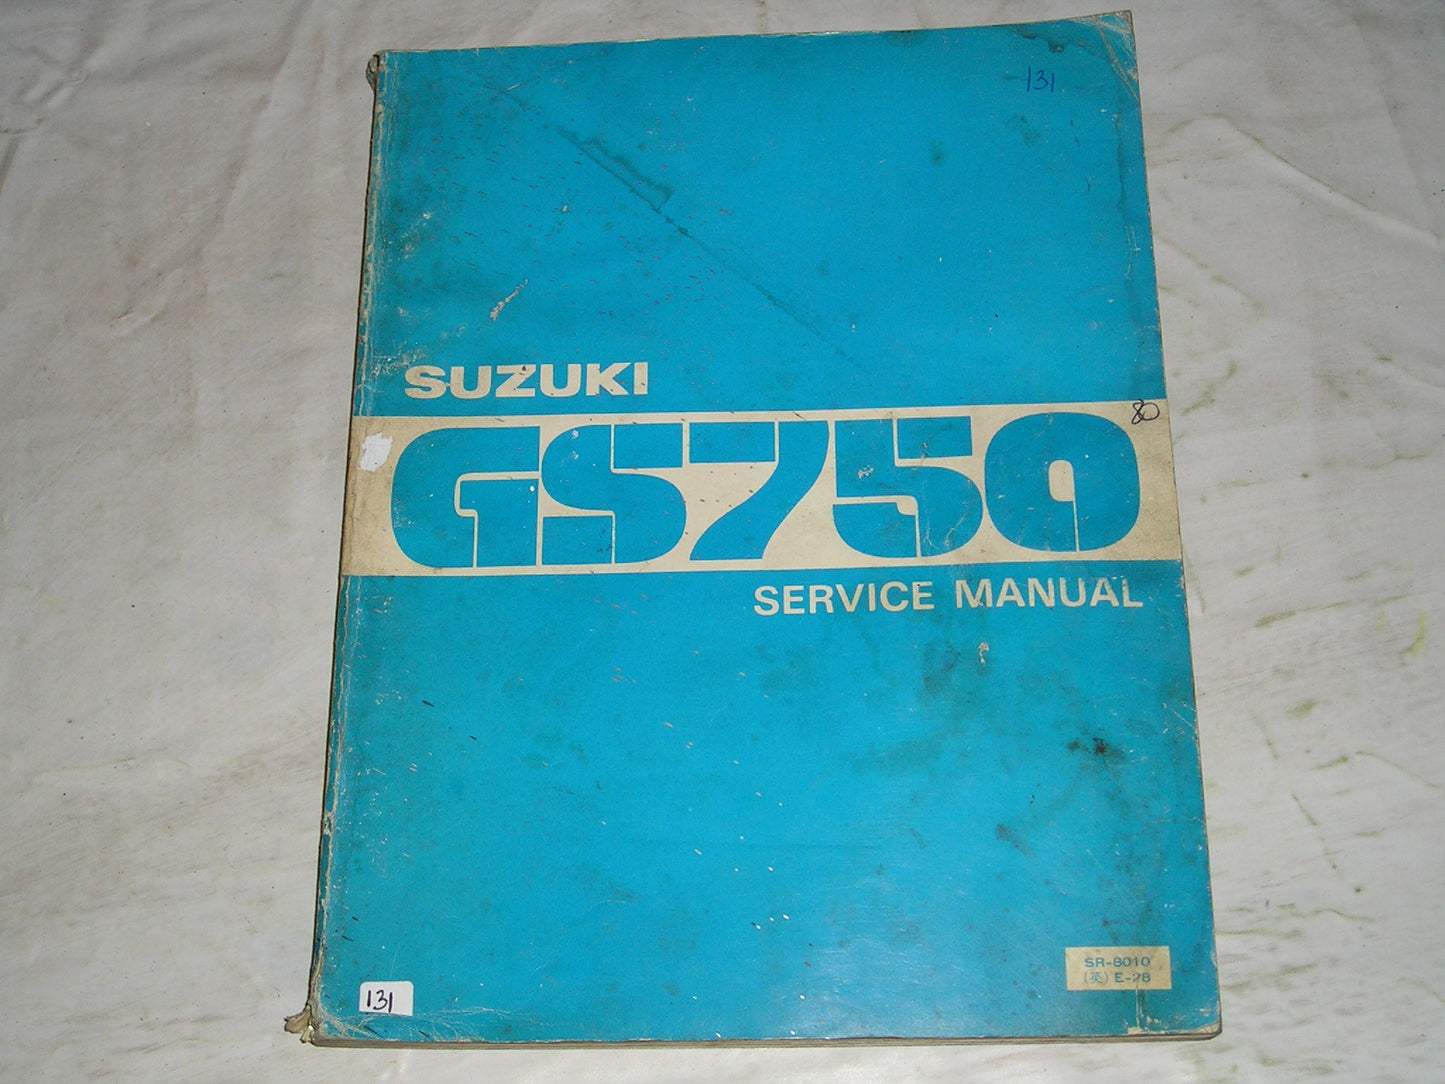 131
SUZUKI
80
GS750
SERVICE MANUAL
SR-8010
(英) E-28
131